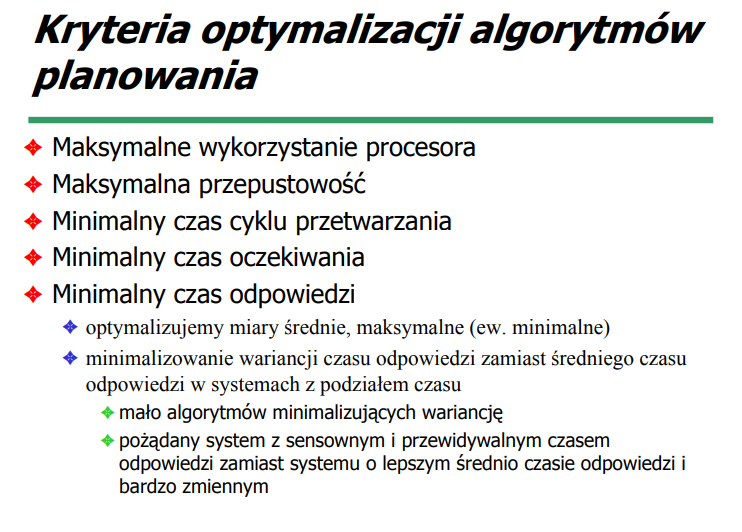 Kryteria optymalizacji algorytmów
planowania
Maksymalne wykorzystanie procesora
Maksymalna przepustowość
Minimalny czas cyklu przetwarzania
Minimalny czas oczekiwania
Minimalny czas odpowiedzi
optymalizujemy miary średnie, maksymalne (ew. minimalne)
minimalizowanie wariancji czasu odpowiedzi zamiast średniego czasu
odpowiedzi w systemach z podziałem czasu
mało algorytmów minimalizujących wariancję
pożądany system z sensownym i przewidywalnym czasem
odpowiedzi zamiast systemu o lepszym średnio czasie odpowiedzi i
bardzo zmiennym